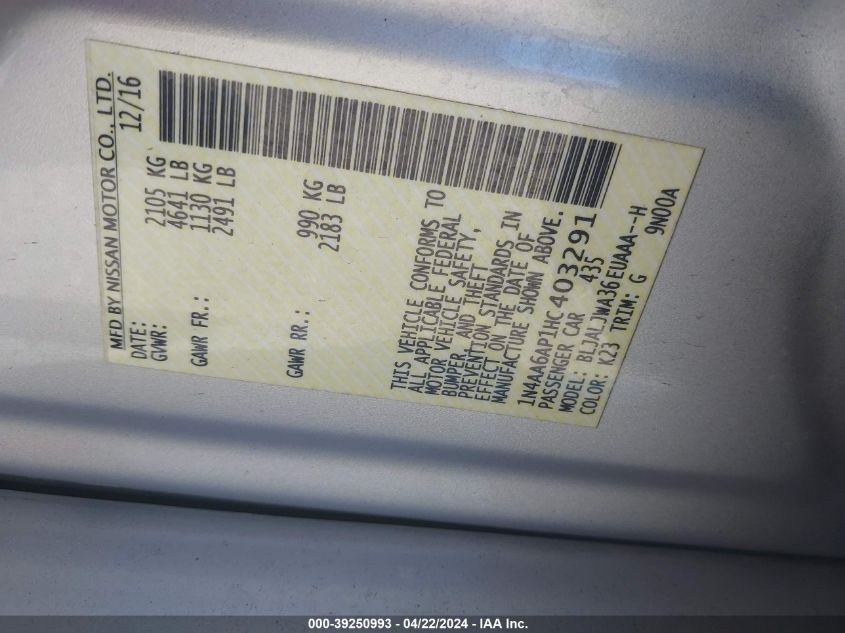 MFD BY NISSAN MOTOR CO., LTD.
DATE: 12/16
GVWR: 2105 KG
4641 LB
GAWR FR.: 1130 KG
2491 LB
GAWR RR.: 990 KG
2183 LB
THIS VEHICLE CONFORMS TO
ALL APPLICABLE FEDERAL
MOTOR VEHICLE SAFETY,
BUMPER, AND THEFT
PREVENTION STANDARDS IN
EFFECT ON THE DATE OF
MANUFACTURE SHOWN ABOVE.
1N4AA6AP1HC403291
PASSENGER CAR 435
MODEL: BLJALJWA36EUAAA--H
COLOR: K23 TRIM: G 9N00A
000-39250993 - 04/22/2024 - IAA Inc.